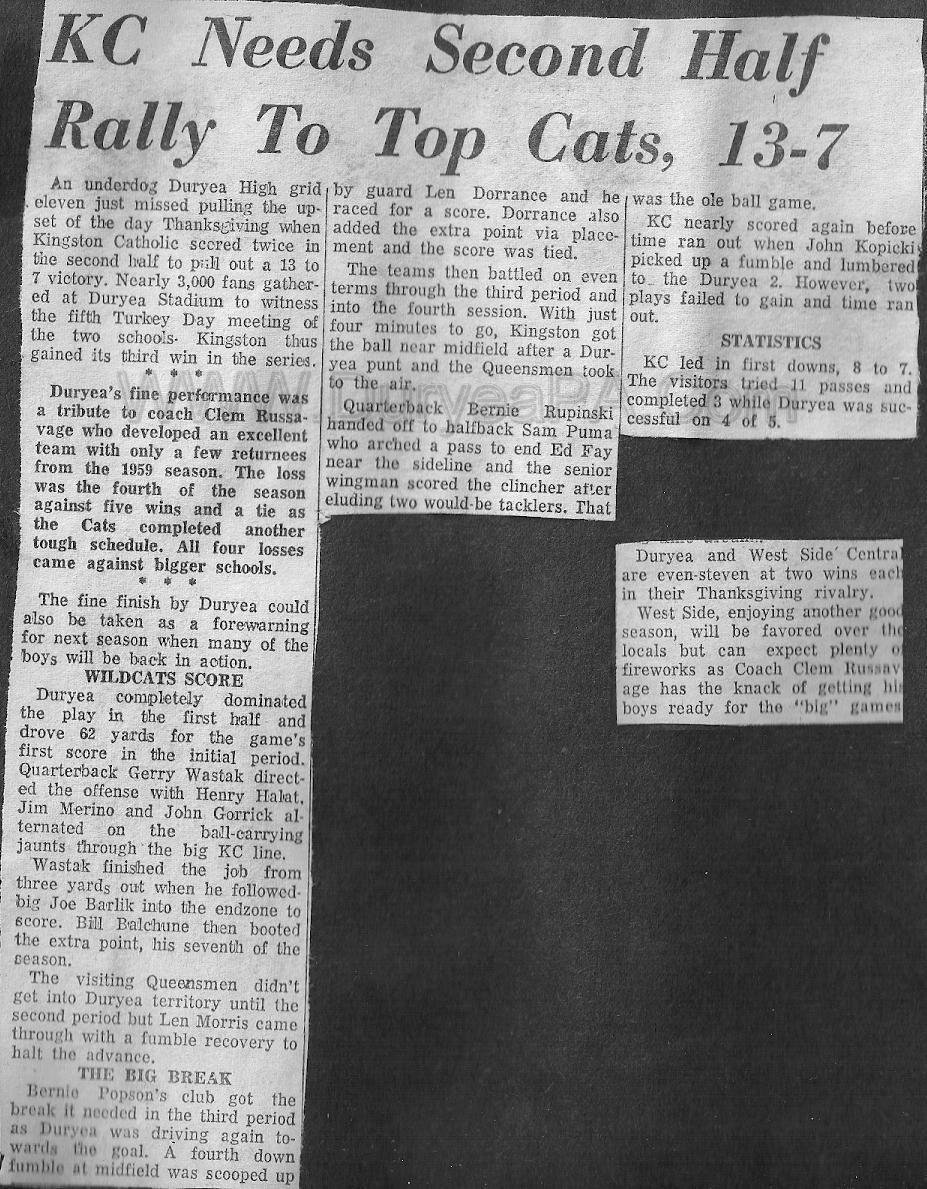 KC Needs Second Half
Rally To Top Cats, 13-7
An underdog Duryea High grid
eleven just missed pulling the up-
set of the day Thanksgiving when
Kingston Catholic scored twice in
the second half to pull out a 13 to
7 victory. Nearly 3,000 fans gather-
ed at Duryea Stadium to witness
the fifth Turkey Day meeting of
the two schools. Kingston thus
gained its third win in the series.
* * *
Duryea's fine performance was
a tribute to coach Clem Russa-
vage who developed an excellent
team with only a few returnees
from the 1959 season. The loss
was the fourth of the season
against five wins and a tie as
the Cats completed another
tough schedule. All four losses
came against bigger schools.
* * *
The fine finish by Duryea could
also be taken as a forewarning
for next season when many of the
boys will be back in action.
WILDCATS SCORE
Duryea completely dominated
the play in the first half and
drove 62 yards for the game's
first score in the initial period.
Quarterback Gerry Wastak direct-
ed the offense with Henry Halat,
Jim Merino and John Gorrick al-
ternated on the ball-carrying
jaunts through the big KC line.
Wastak finished the job from
three yards out when he followed
big Joe Barlik into the endzone to
score. Bill Balchune then booted
the extra point, his seventh of the
season.
The visiting Queensmen didn't
get into Duryea territory until the
second period but Len Morris came
through with a fumble recovery to
halt the advance.
THE BIG BREAK
Bernie Popson's club got the
break it needed in the third period
as Duryea was driving again to-
wards the goal. A fourth down
fumble at midfield was scooped up
by guard Len Dorrance and he
raced for a score. Dorrance also
added the extra point via place-
ment and the score was tied.
The teams then battled on even
terms through the third period and
into the fourth session. With just
four minutes to go, Kingston got
the ball near midfield after a Dur-
yea punt and the Queensmen took
to the air.
Quarterback Bernie Rupinski
handed off to halfback Sam Puma
who arched a pass to end Ed Fay
near the sideline and the senior
wingman scored the clincher after
eluding two would-be tacklers. That
was the ole ball game.
KC nearly scored again before
time ran out when John Kopicki
picked up a fumble and lumbered
to the Duryea 2. However, two
plays failed to gain and time ran
out.
STATISTICS
KC led in first downs, 8 to 7.
The visitors tried 11 passes and
completed 3 while Duryea was suc-
cessful on 4 of 5.
Duryea and West Side Central
are even-steven at two wins each
in their Thanksgiving rivalry.
West Side, enjoying another good
season, will be favored over the
locals but can expect plenty o
fireworks as Coach Clem Russav
age has the knack of getting his
boys ready for the "big" games
www.DuryeaPA.com